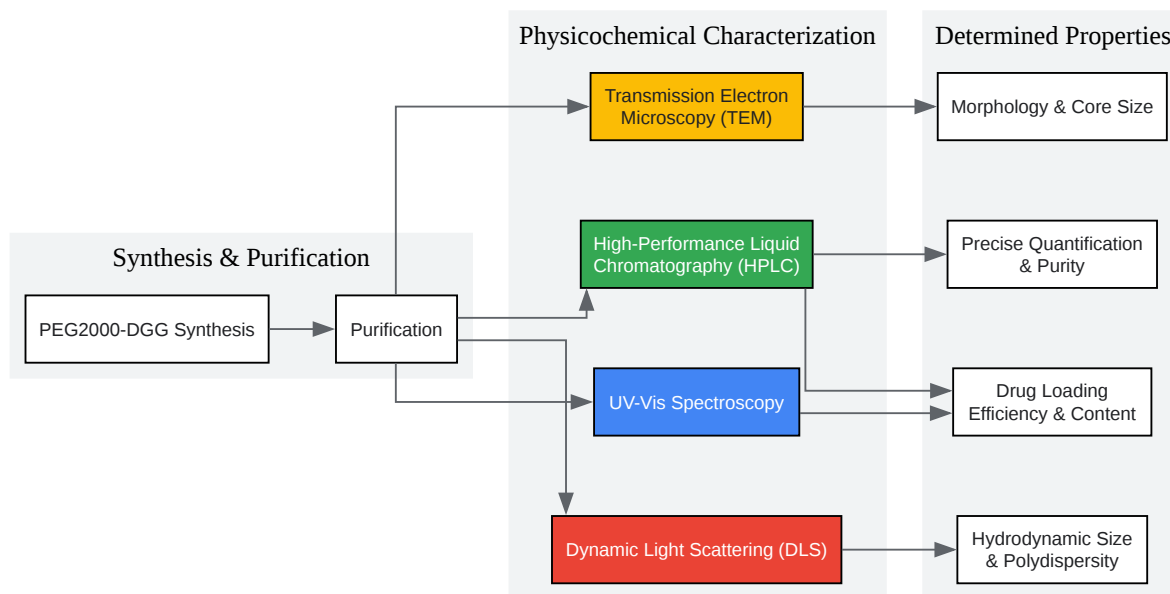 Physicochemical Characterization
Determined Properties
Transmission Electron
Microscopy (TEM)
Morphology & Core Size
Synthesis & Purification
High-Performance Liquid
Chromatography (HPLC)
Precise Quantification
& Purity
PEG2000-DGG Synthesis
Purification
UV-Vis Spectroscopy
Drug Loading
Efficiency & Content
Dynamic Light Scattering (DLS)
Hydrodynamic Size
& Polydispersity